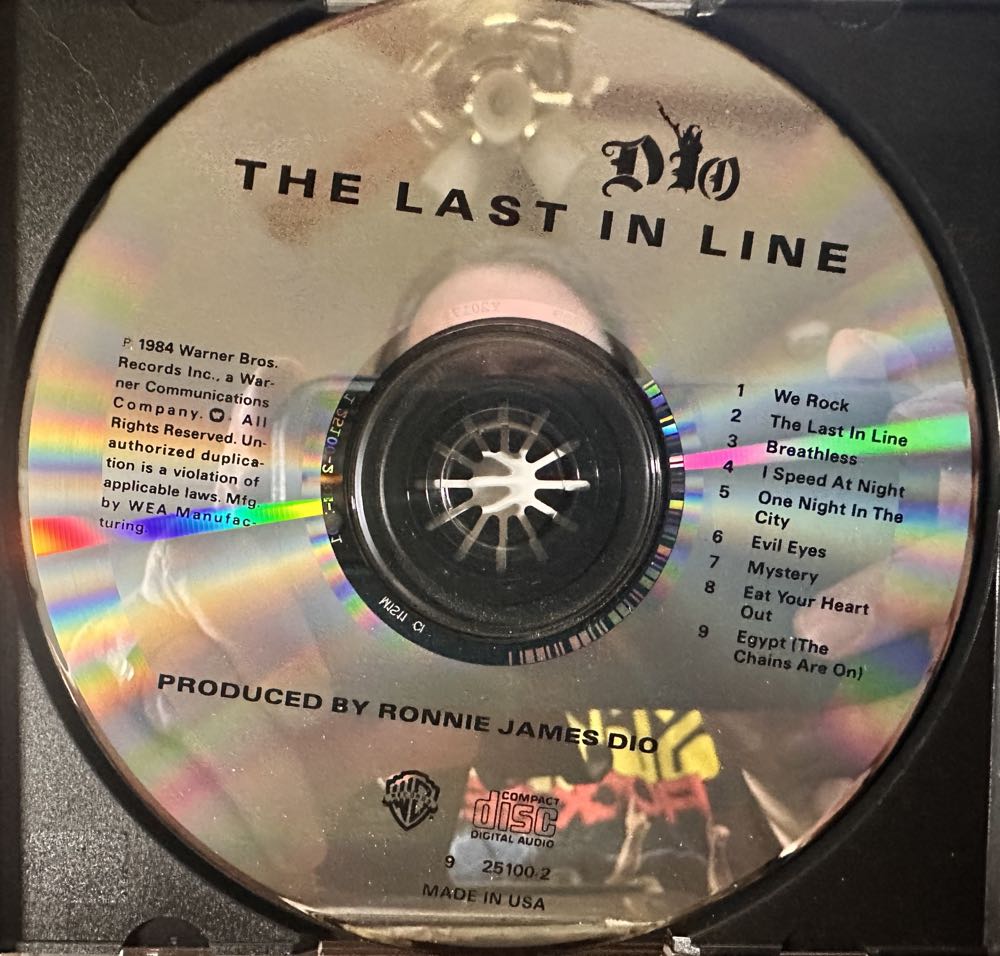 DIO
THE LAST IN LINE
℗ 1984 Warner Bros.
Records Inc., a War-
ner Communications
Company. All
Rights Reserved. Un-
authorized duplica-
tion is a violation of
applicable laws. Mfg.
by WEA Manufac-
turing.
1 We Rock
2 The Last In Line
3 Breathless
4 I Speed At Night
5 One Night In The
City
6 Evil Eyes
7 Mystery
8 Eat Your Heart
Out
9 Egypt (The
Chains Are On)
PRODUCED BY RONNIE JAMES DIO
COMPACT
disc
DIGITAL AUDIO
9 25100-2
MADE IN USA